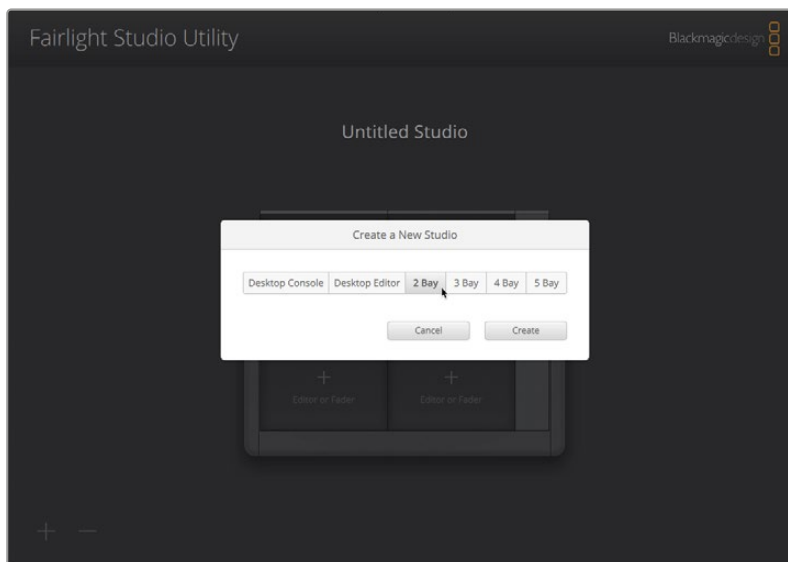 Fairlight Studio Utility
Blackmagicdesign
Untitled Studio
Create a New Studio
Desktop Console Desktop Editor 2 Bay 3 Bay 4 Bay 5 Bay
Cancel Create
+ +
Editor or Fader Editor or Fader
+ −